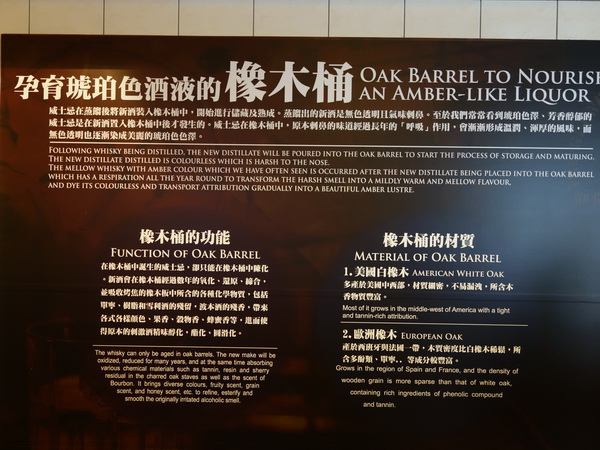 孕育琥珀色酒液的橡木桶
OAK BARREL TO NOURISH
AN AMBER-LIKE LIQUOR
威士忌在蒸餾後將新酒裝入橡木桶中，開始進行儲蓄及熟成。蒸餾出的新酒是無色透明且氣味刺鼻。至於我們常常看到琥珀色澤、芳香醇郁的
威士忌是在新酒置入橡木桶中後才發生的。威士忌在橡木桶中，原本刺鼻的味道經過長年的「呼吸」作用，會漸漸形成溫潤、渾厚的風味，而
無色透明也逐漸染成美麗的琥珀色色澤。
FOLLOWING WHISKY BEING DISTILLED, THE NEW DISTILLATE WILL BE POURED INTO THE OAK BARREL TO START THE PROCESS OF STORAGE AND MATURING.
THE NEW DISTILLATE DISTILLED IS COLOURLESS WHICH IS HARSH TO THE NOSE.
THE MELLOW WHISKY WITH AMBER COLOUR WHICH WE HAVE OFTEN SEEN IS OCCURRED AFTER THE NEW DISTILLATE BEING PLACED INTO THE OAK BARREL
WHICH HAS A RESPIRATION ALL THE YEAR ROUND TO TRANSFORM THE HARSH SMELL INTO A MILDLY WARM AND MELLOW FLAVOUR,
AND DYE ITS COLOURLESS AND TRANSPORT ATTRIBUTION GRADUALLY INTO A BEAUTIFUL AMBER LUSTRE.
橡木桶的功能
FUNCTION OF OAK BARREL
在橡木桶中誕生的威士忌，卻只能在橡木桶中陳化
。新酒會在橡木桶經過數年的氧化、還原、締合，
並吸收烤焦的橡木板中所含的各種化學物質，包括
單寧、樹脂和雪利酒的殘留，波本酒的殘香，帶來
各式各樣顏色、果香、穀物香、蜂蜜香等，進而使
得原本的刺激酒精味醇化，酯化，圓滑化。
The whisky can only be aged in oak barrels. The new make will be
oxidized, reduced for many years, and at the same time absorbing
various chemical materials such as tannin, resin and sherry
residual in the charred oak staves as well as the scent of
Bourbon. It brings diverse colours, fruity scent, grain
scent, and honey scent, etc. to refine, esterify and
smooth the originally irritated alcoholic smell.
橡木桶的材質
MATERIAL OF OAK BARREL
1. 美國白橡木 AMERICAN WHITE OAK
多產於美國中西部，材質細密，不易漏洩，所含木
香物質豐富。
Most of it grows in the middle-west of America with a tight
and tannin-rich attribution.
2. 歐洲橡木 EUROPEAN OAK
產於西班牙與法國一帶，木質密度比白橡木稀鬆，所
含多酚類、單寧．．等成分較豐富。
Grows in the region of Spain and France, and the density of
wooden grain is more sparse than that of white oak,
containing rich ingredients of phenolic compound
and tannin.